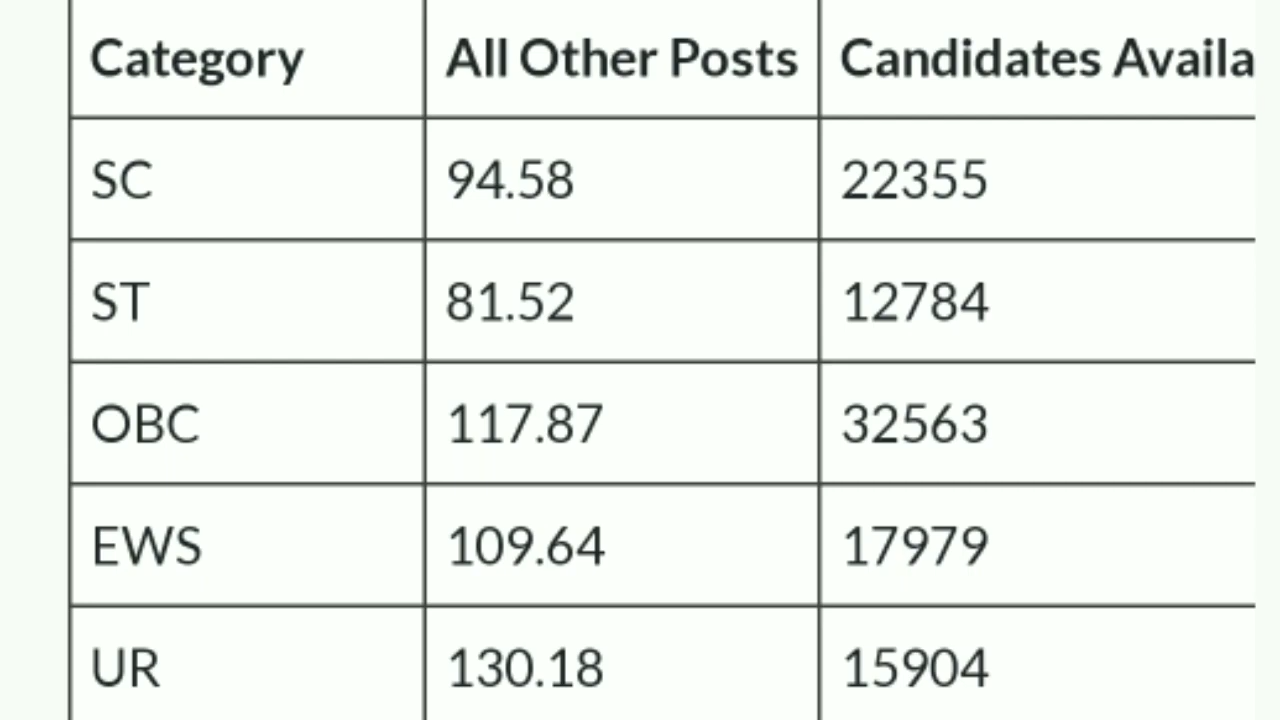 Category All Other Posts Candidates Availa
SC 94.58 22355
ST 81.52 12784
OBC 117.87 32563
EWS 109.64 17979
UR 130.18 15904